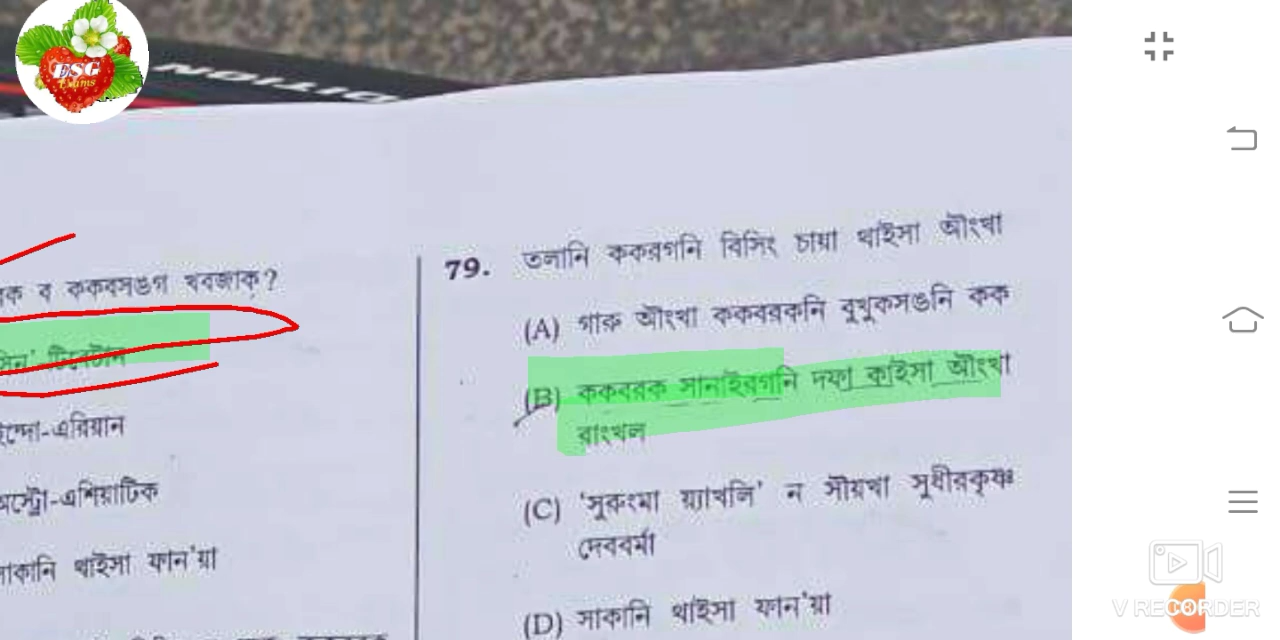 ESG
Exams
DITION
ক ব ককবসঙগ খবজাক?
টিবেটান
ন্দো-এরিয়ান
অস্ট্রো-এশিয়াটিক
াকানি থাইসা ফান'য়া
79. তলানি ককরগনি বিসিং চায়া থাইসা ঔংখা
(A) গারু ঔংখা ককবরকনি বুখুকসঙনি কক
(B) ককবরক সানাইরগনি দফা কাইসা ঔংখা
রাংখল
(C) 'সুরুংমা য়্যাখলি' ন সৗয়খা সুধীরকৃষ্ণ
দেববর্মা
(D) সাকানি থাইসা ফান'য়া
V RECORDER